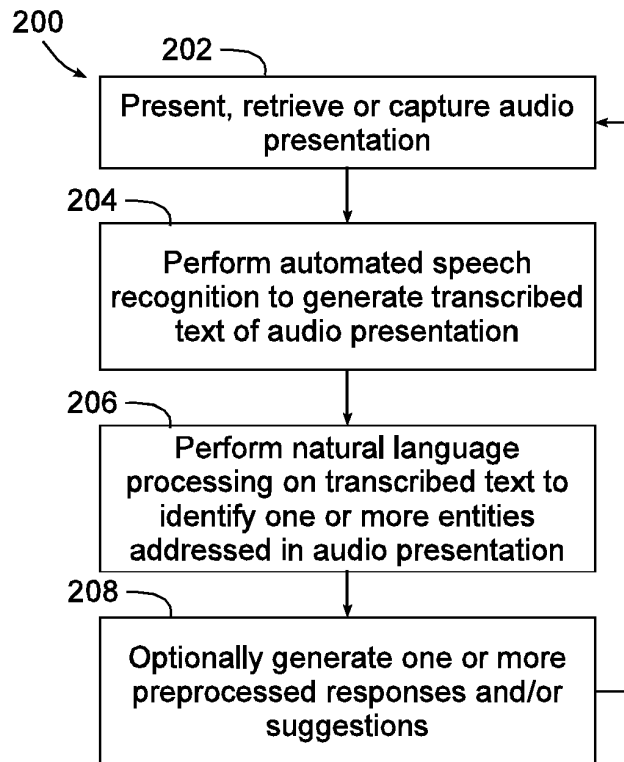 200
202
Present, retrieve or capture audio
presentation
204
Perform automated speech
recognition to generate transcribed
text of audio presentation
206
Perform natural language
processing on transcribed text to
identify one or more entities
addressed in audio presentation
208
Optionally generate one or more
preprocessed responses and/or
suggestions